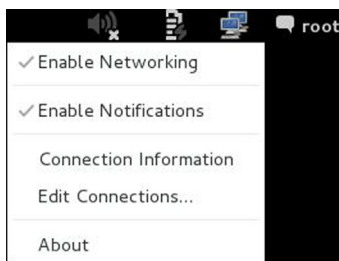 root
Enable Networking
Enable Notifications
Connection Information
Edit Connections...
About